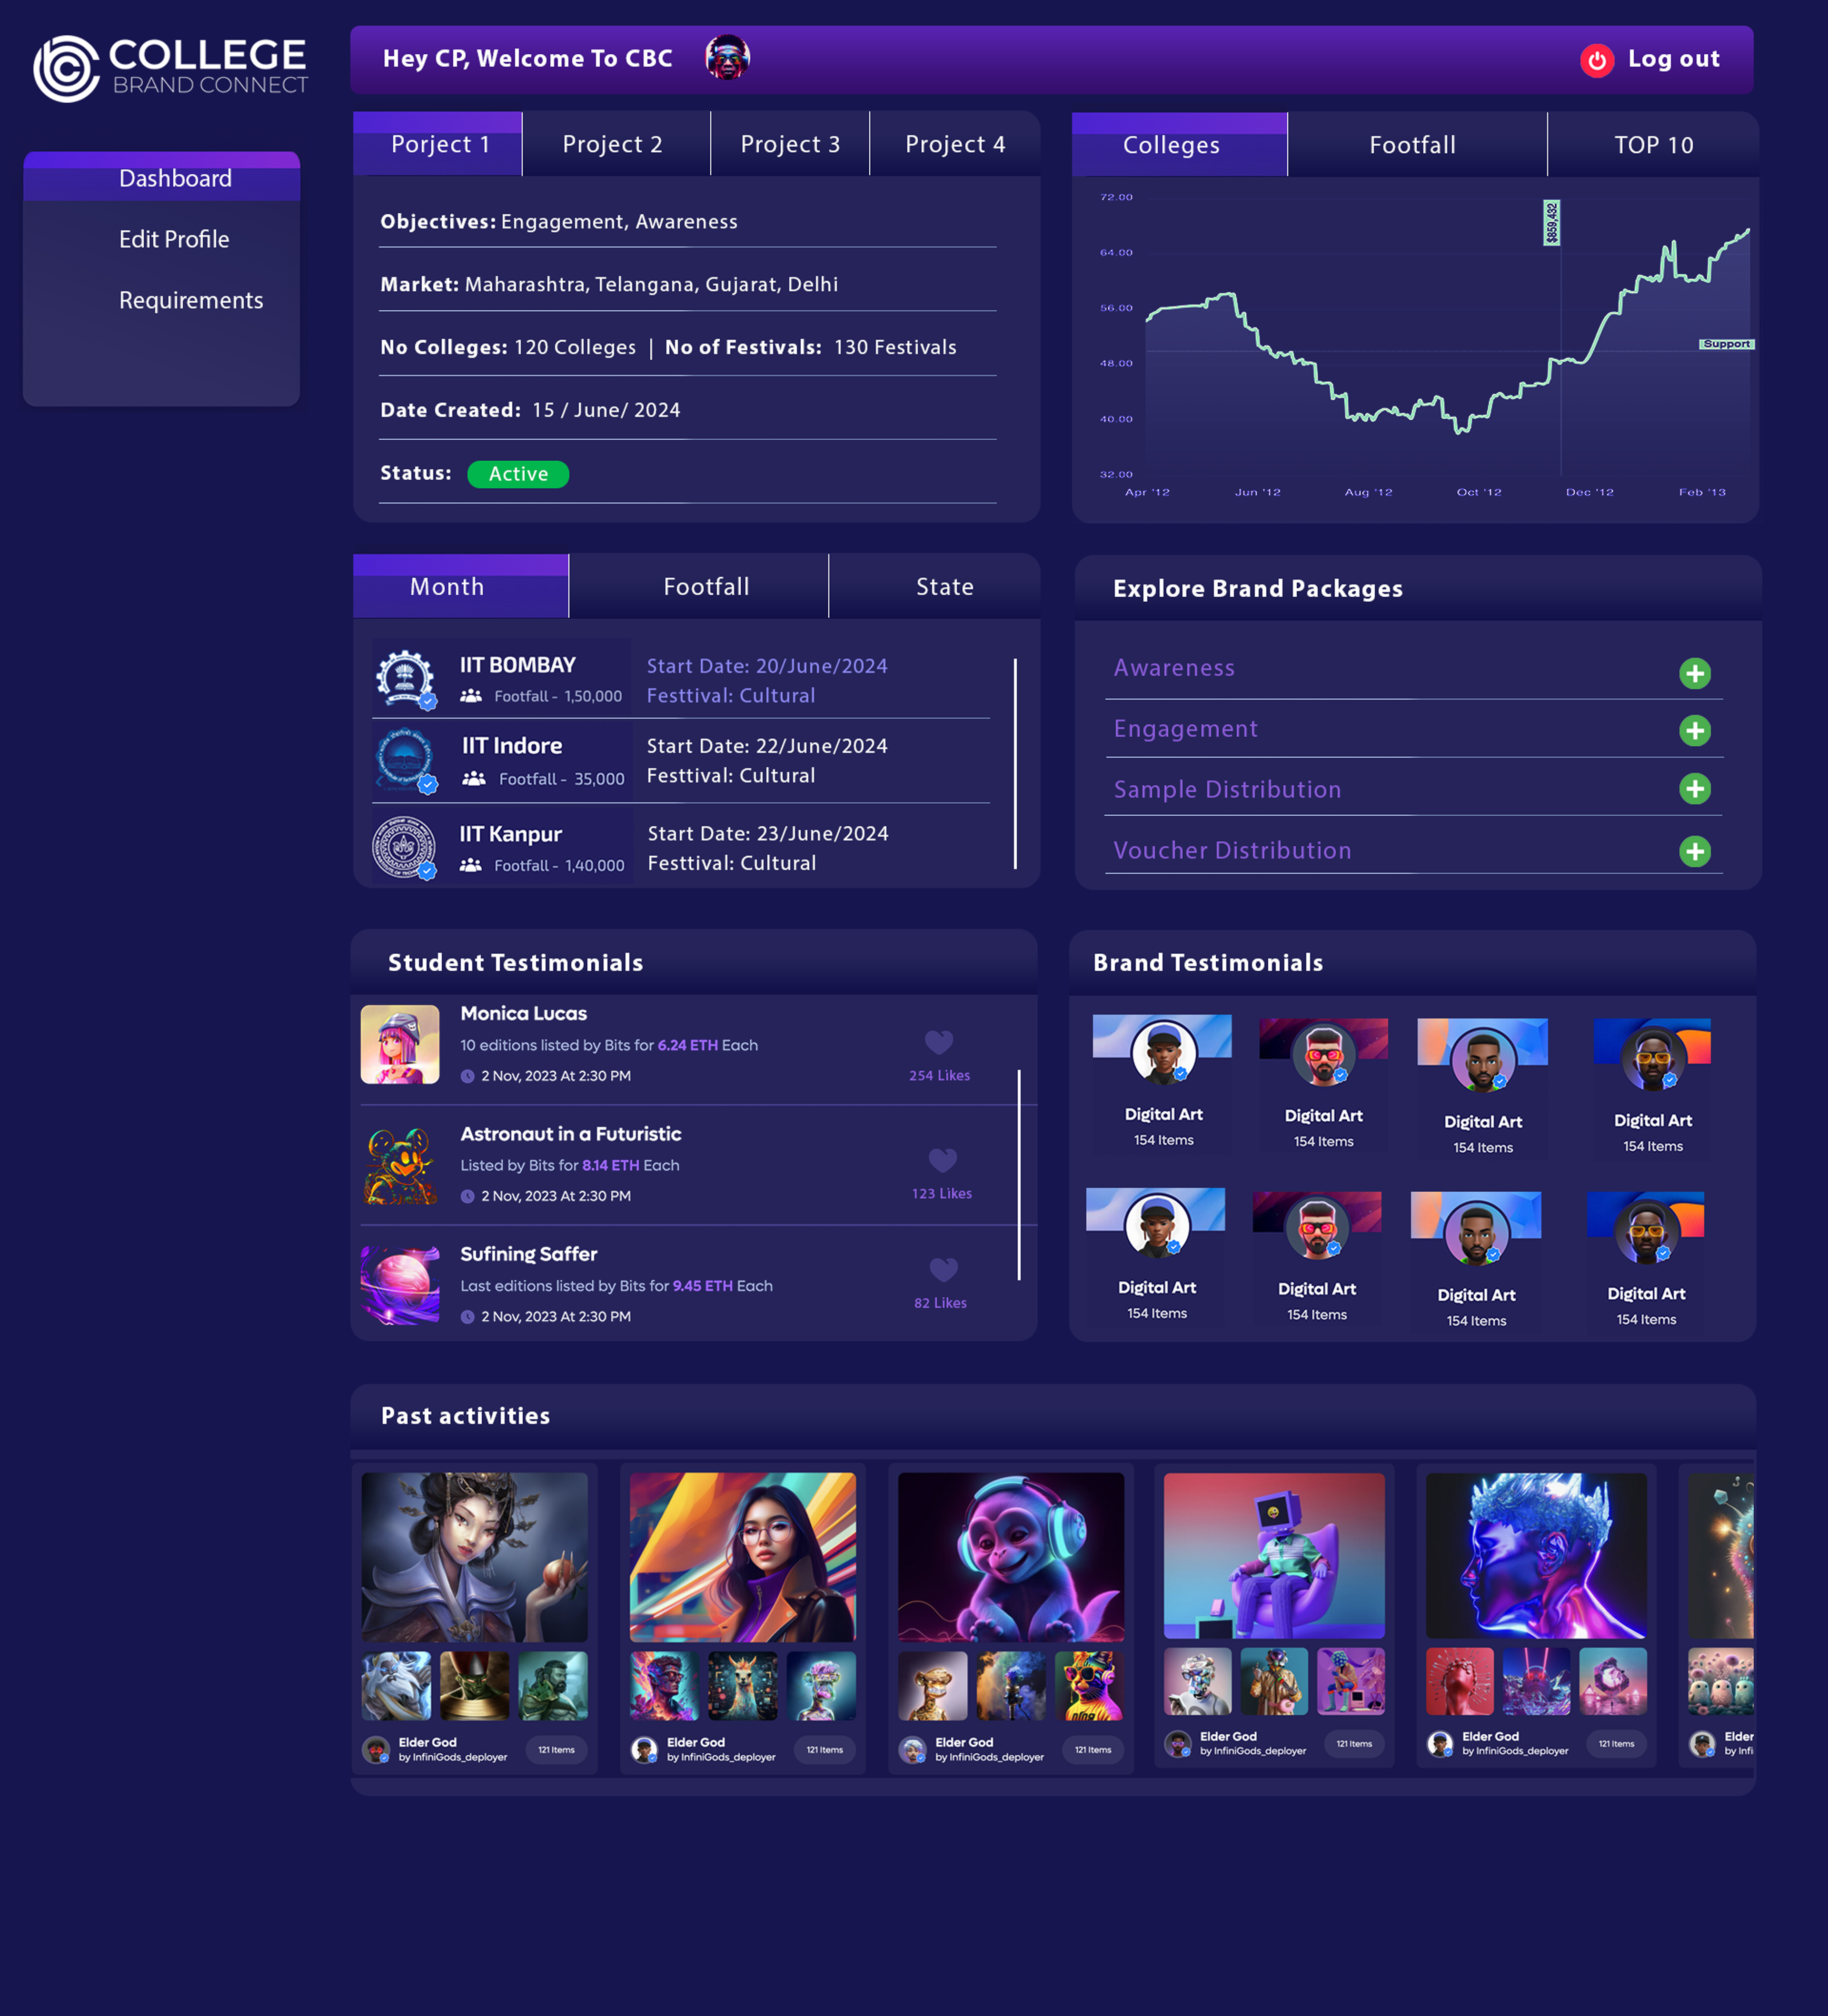 COLLEGE
BRAND CONNECT
Hey CP, Welcome To CBC
Log out
Dashboard
Edit Profile
Requirements
Porject 1
Project 2
Project 3
Project 4
Objectives: Engagement, Awareness
Market: Maharashtra, Telangana, Gujarat, Delhi
No Colleges: 120 Colleges | No of Festivals: 130 Festivals
Date Created: 15 / June/ 2024
Status: Active
Colleges
Footfall
TOP 10
72.00
64.00
56.00
48.00
40.00
32.00
$859,432
Support
Apr '12
Jun '12
Aug '12
Oct '12
Dec '12
Feb '13
Month
Footfall
State
IIT BOMBAY
Footfall - 1,50,000
Start Date: 20/June/2024
Festtival: Cultural
IIT Indore
Footfall - 35,000
Start Date: 22/June/2024
Festtival: Cultural
IIT Kanpur
Footfall - 1,40,000
Start Date: 23/June/2024
Festtival: Cultural
Explore Brand Packages
Awareness
Engagement
Sample Distribution
Voucher Distribution
Student Testimonials
Monica Lucas
10 editions listed by Bits for 6.24 ETH Each
2 Nov, 2023 At 2:30 PM
254 Likes
Astronaut in a Futuristic
Listed by Bits for 8.14 ETH Each
2 Nov, 2023 At 2:30 PM
123 Likes
Sufining Saffer
Last editions listed by Bits for 9.45 ETH Each
2 Nov, 2023 At 2:30 PM
82 Likes
Brand Testimonials
Digital Art
154 Items
Digital Art
154 Items
Digital Art
154 Items
Digital Art
154 Items
Digital Art
154 Items
Digital Art
154 Items
Digital Art
154 Items
Digital Art
154 Items
Past activities
Elder God
by InfiniGods_deployer
121 Items
Elder God
by InfiniGods_deployer
121 Items
Elder God
by InfiniGods_deployer
121 Items
Elder God
by InfiniGods_deployer
121 Items
Elder God
by InfiniGods_deployer
121 Items
Elder
by Infi